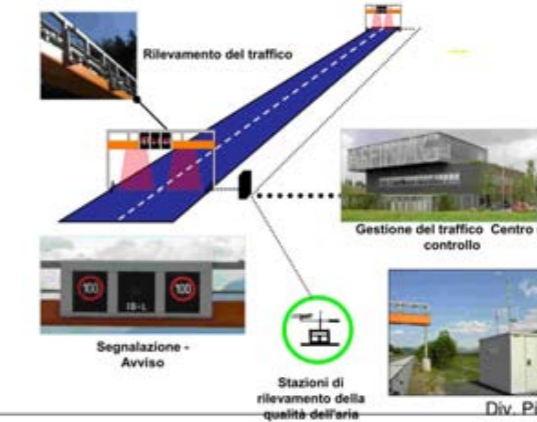 Rilevamento del traffico
Gestione del traffico Centro
controllo
100
IG-L
100
Segnalazione -
Avviso
Stazioni di
rilevamento della
qualità dell'aria
Div. Pi